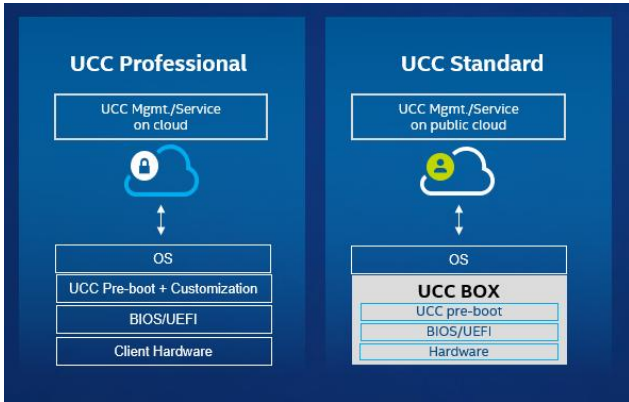 UCC Professional
UCC Mgmt./Service
on cloud
OS
UCC Pre-boot + Customization
BIOS/UEFI
Client Hardware
UCC Standard
UCC Mgmt./Service
on public cloud
OS
UCC BOX
UCC pre-boot
BIOS/UEFI
Hardware